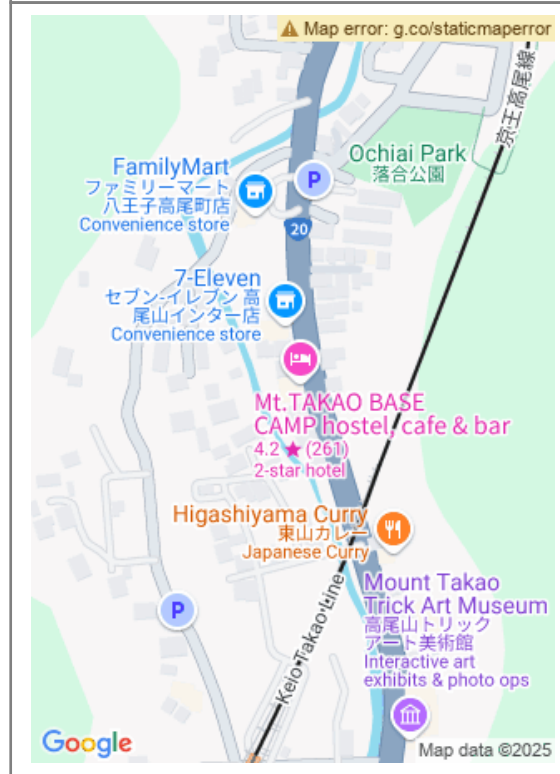 Map error: g.co/staticmaperror
京王高尾線
Ochiai Park
落合公園
FamilyMart
ファミリーマート
八王子高尾町店
Convenience store
P
20
7-Eleven
セブン-イレブン 高
尾山インター店
Convenience store
Mt.TAKAO BASE
CAMP hostel, cafe & bar
4.2 ★ (261)
2-star hotel
Higashiyama Curry
東山カレー
Japanese Curry
Mount Takao
Trick Art Museum
高尾山トリック
アート美術館
Interactive art
exhibits & photo ops
P
Keio-Takao-Line
Google
Map data ©2025